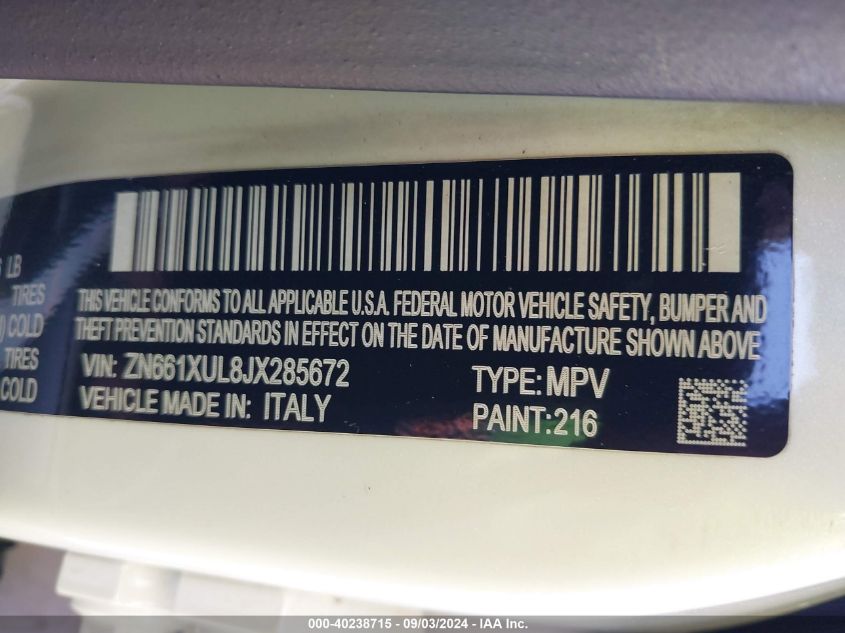 LB
TIRES
COLD
TIRES
COLD
THIS VEHICLE CONFORMS TO ALL APPLICABLE U.S.A. FEDERAL MOTOR VEHICLE SAFETY, BUMPER AND
THEFT PREVENTION STANDARDS IN EFFECT ON THE DATE OF MANUFACTURE SHOWN ABOVE
VIN: ZN661XUL8JX285672 TYPE: MPV
VEHICLE MADE IN: ITALY PAINT:216
000-40238715 - 09/03/2024 - IAA Inc.